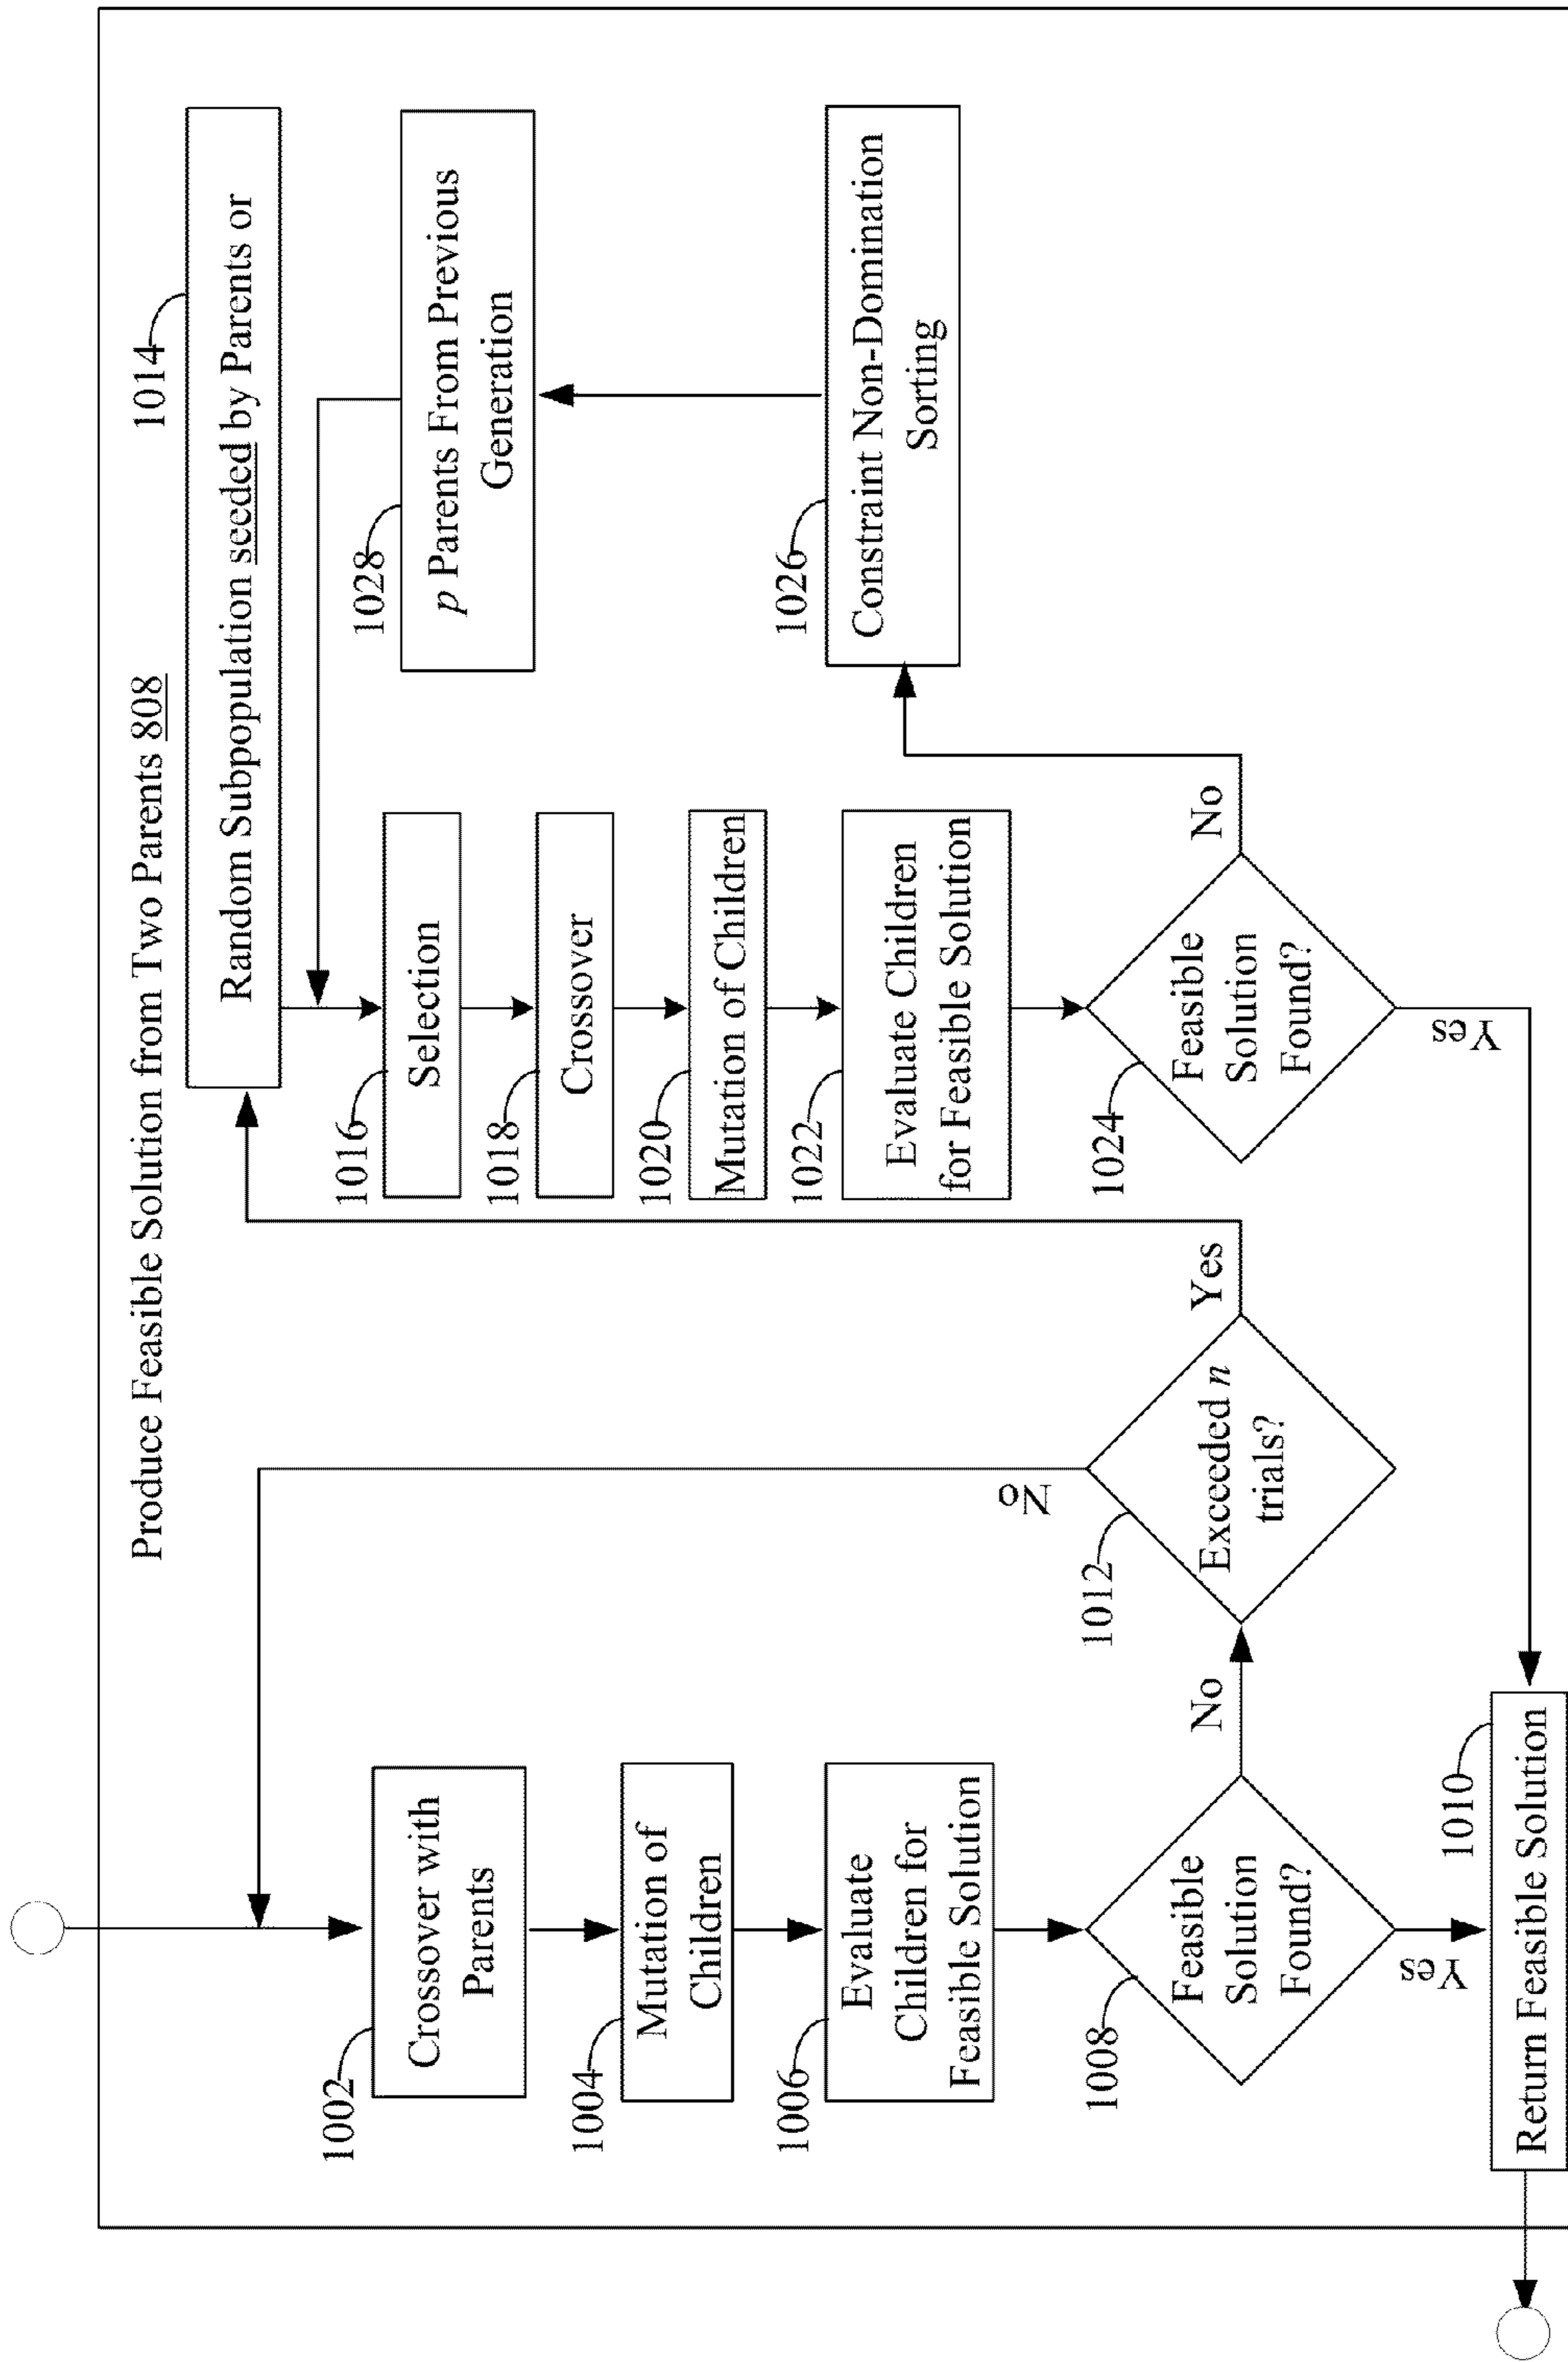 Produce Feasible Solution from Two Parents 808
1002
Crossover with
Parents
1004
Mutation of
Children
1006
Evaluate
Children for
Feasible Solution
1008
Feasible
Solution
Found?
No
Yes
1010
Return Feasible Solution
1012
Exceeded n
trials?
No
Yes
1014
Random Subpopulation seeded by Parents or
1016
Selection
1018
Crossover
1020
Mutation of Children
1022
Evaluate Children
for Feasible Solution
1024
Feasible
Solution
Found?
No
Yes
1026
Constraint Non-Domination
Sorting
1028
p Parents From Previous
Generation